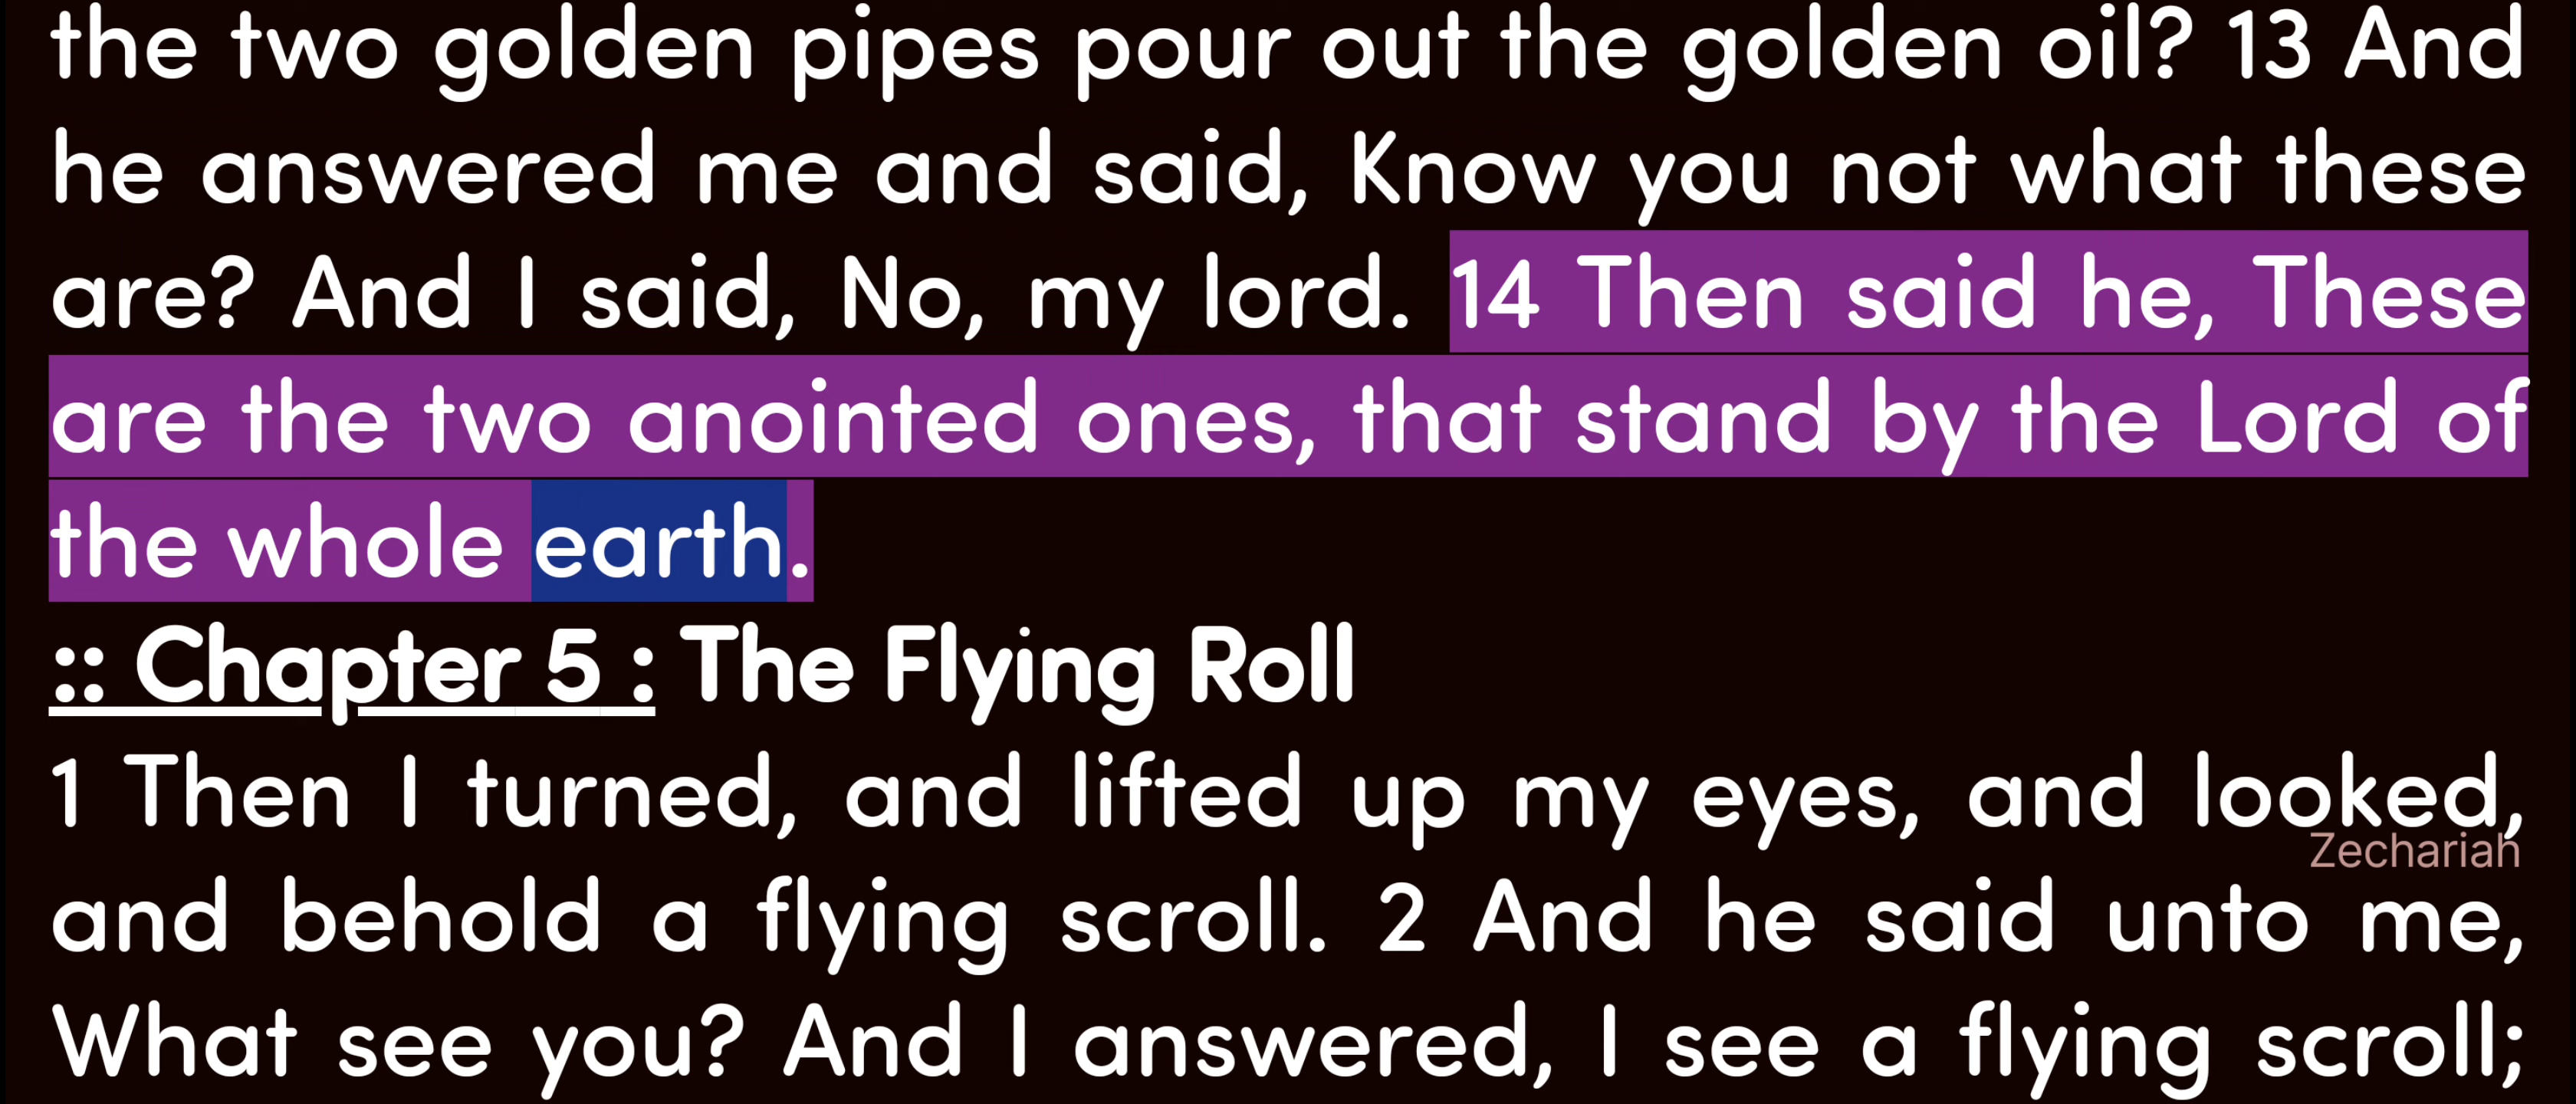 the two golden pipes pour out the golden oil? 13 And
he answered me and said, Know you not what these
are? And I said, No, my lord. 14 Then said he, These
are the two anointed ones, that stand by the Lord of
the whole earth.
:: Chapter 5 : The Flying Roll
1 Then I turned, and lifted up my eyes, and looked,
Zechariah
and behold a flying scroll. 2 And he said unto me,
What see you? And I answered, I see a flying scroll;